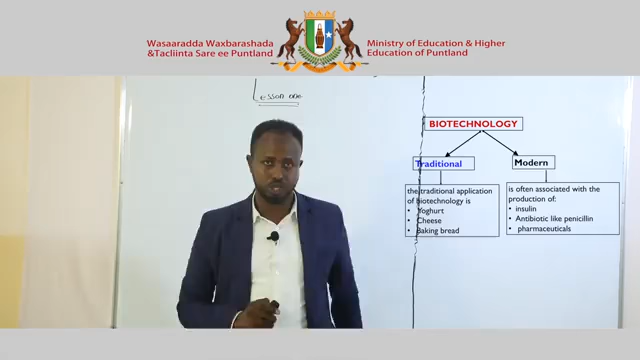 Wasaaradda Waxbarashada
&Tacliinta Sare ee Puntland
Ministry of Education & Higher
Education of Puntland
Lesson one
BIOTECHNOLOGY
Traditional
Modern
the traditional application
of biotechnology is
• Yoghurt
• Cheese
• Baking bread
is often associated with the
production of:
• insulin
• Antibiotic like penicillin
• pharmaceuticals